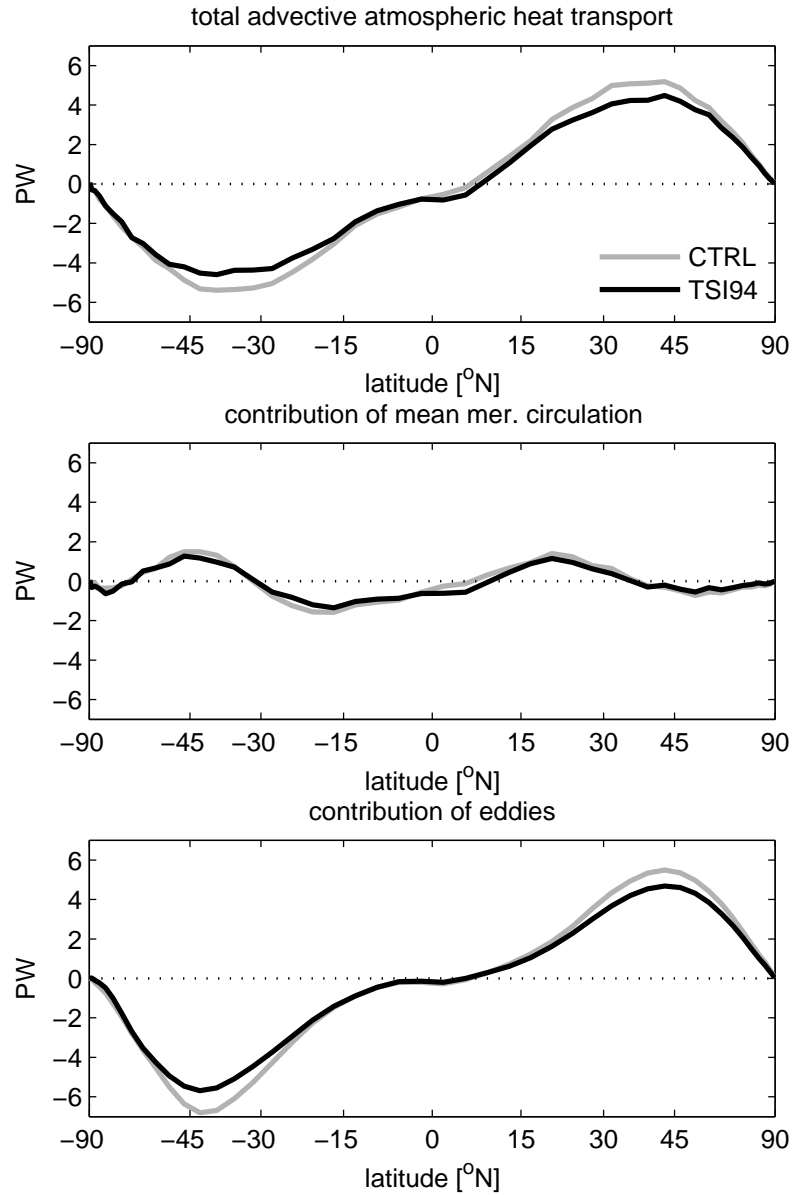 total advective atmospheric heat transport
6
4
2
0
−2
−4
−6
PW
CTRL
TSI94
−90 −45 −30 −15 0 15 30 45 90
latitude [°N]
contribution of mean mer. circulation
6
4
2
0
−2
−4
−6
PW
−90 −45 −30 −15 0 15 30 45 90
latitude [°N]
contribution of eddies
6
4
2
0
−2
−4
−6
PW
−90 −45 −30 −15 0 15 30 45 90
latitude [°N]